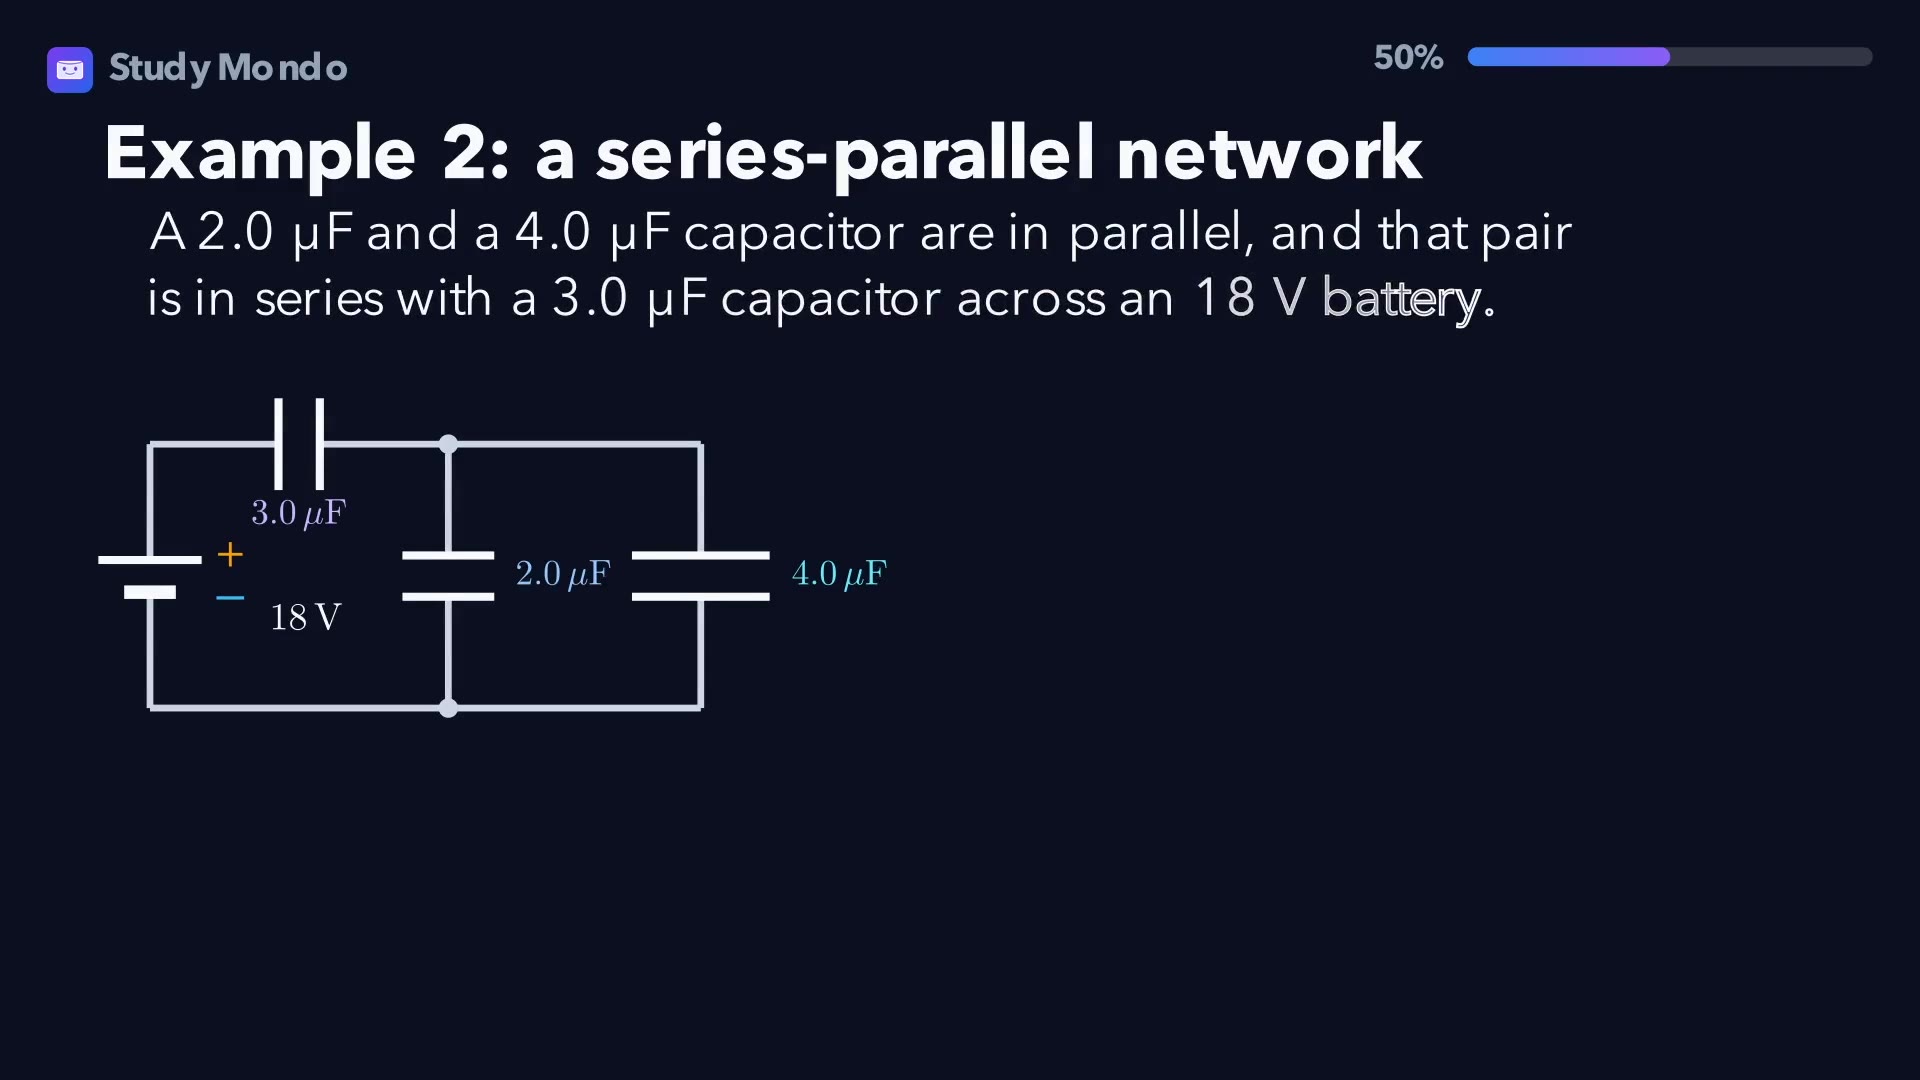 Study Mondo
50%
Example 2: a series-parallel network
A 2.0 µF and a 4.0 µF capacitor are in parallel, and that pair
is in series with a 3.0 µF capacitor across an 18 V battery.
3.0 µF
+
−
18 V
2.0 µF
4.0 µF